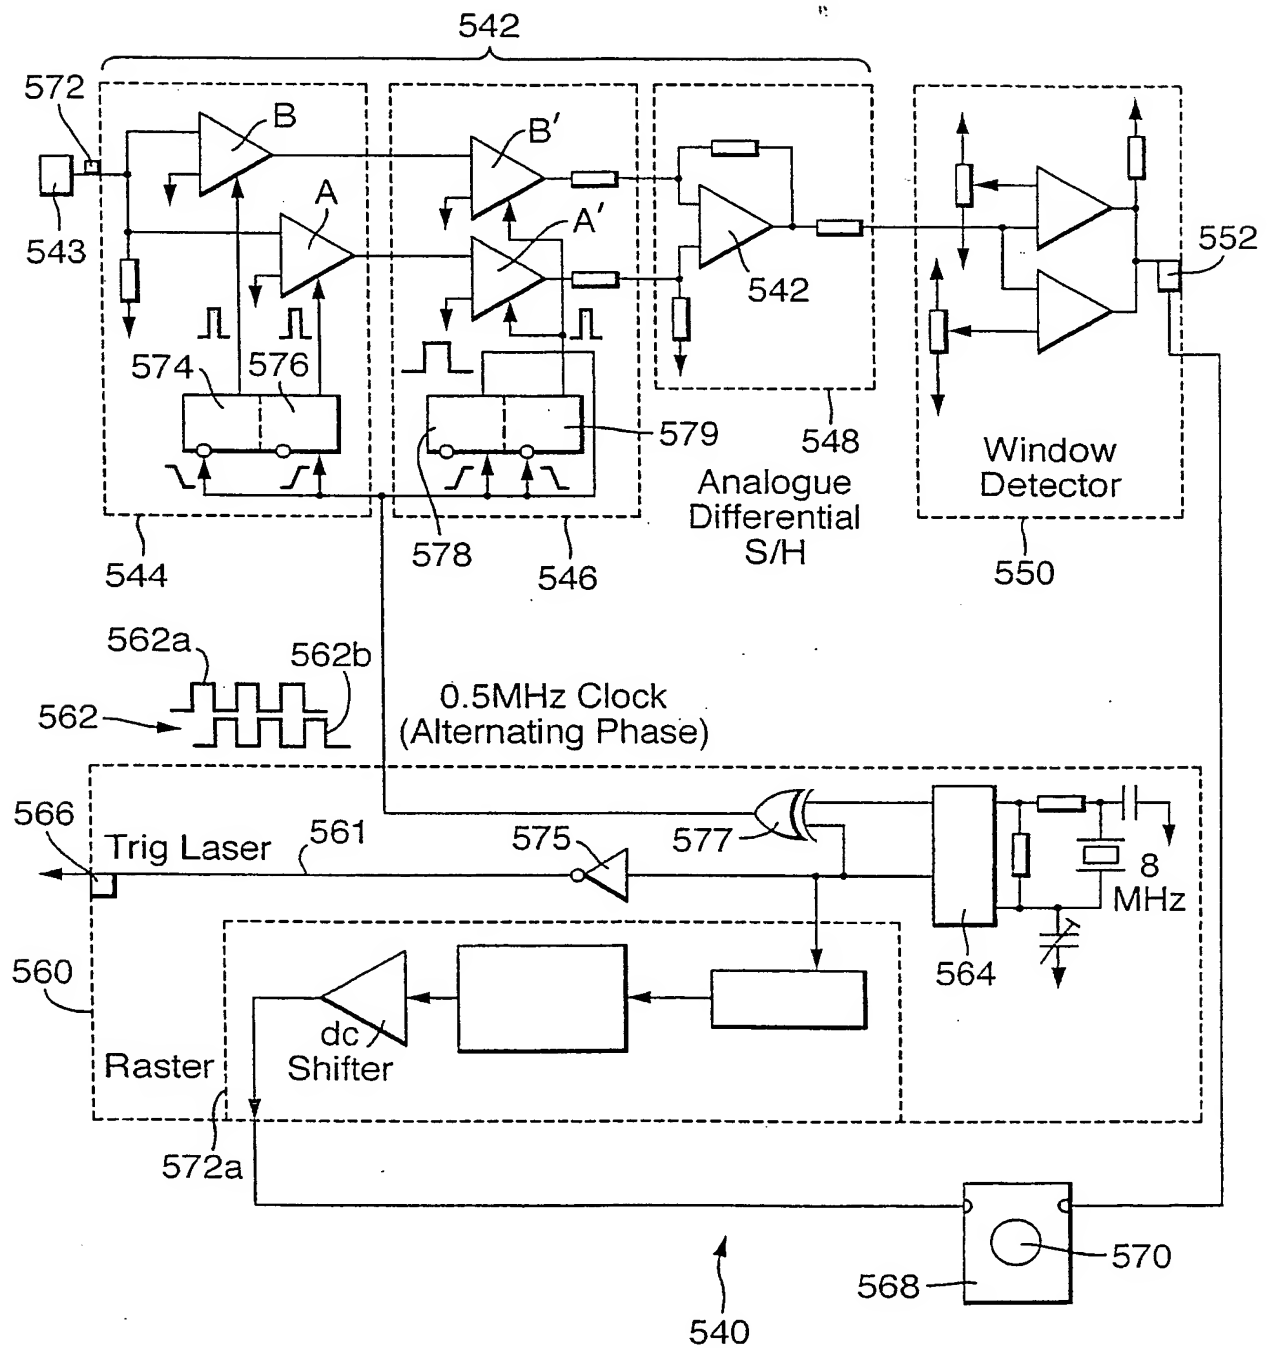 542
572
B
B′
543
A
A′
542
552
574
576
579
548
Window
Detector
Analogue
Differential
S/H
544
578
546
550
562a
562b
562
0.5MHz Clock
(Alternating Phase)
566
Trig Laser
561
575
577
8
MHz
564
560
dc
Shifter
Raster
572a
570
568
540